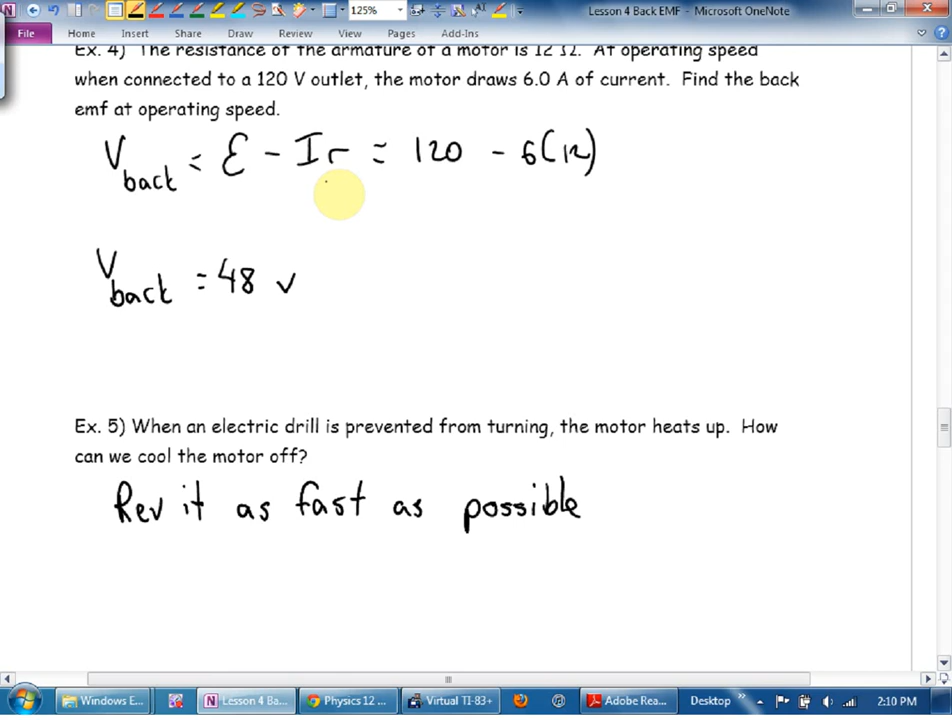 125%
Lesson 4 Back EMF - Microsoft OneNote
File Home Insert Share Draw Review View Pages Add-Ins
Ex. 4) The resistance of the armature of a motor is 12 Ω. At operating speed
when connected to a 120 V outlet, the motor draws 6.0 A of current. Find the back
emf at operating speed.
V back = ℰ - Ir = 120 - 6(12)
V back = 48 V
Ex. 5) When an electric drill is prevented from turning, the motor heats up. How
can we cool the motor off?
Rev it as fast as possible
Windows E... Lesson 4 Back ... Physics 12 ... Virtual TI-83+ Adobe Rea... Desktop 2:10 PM